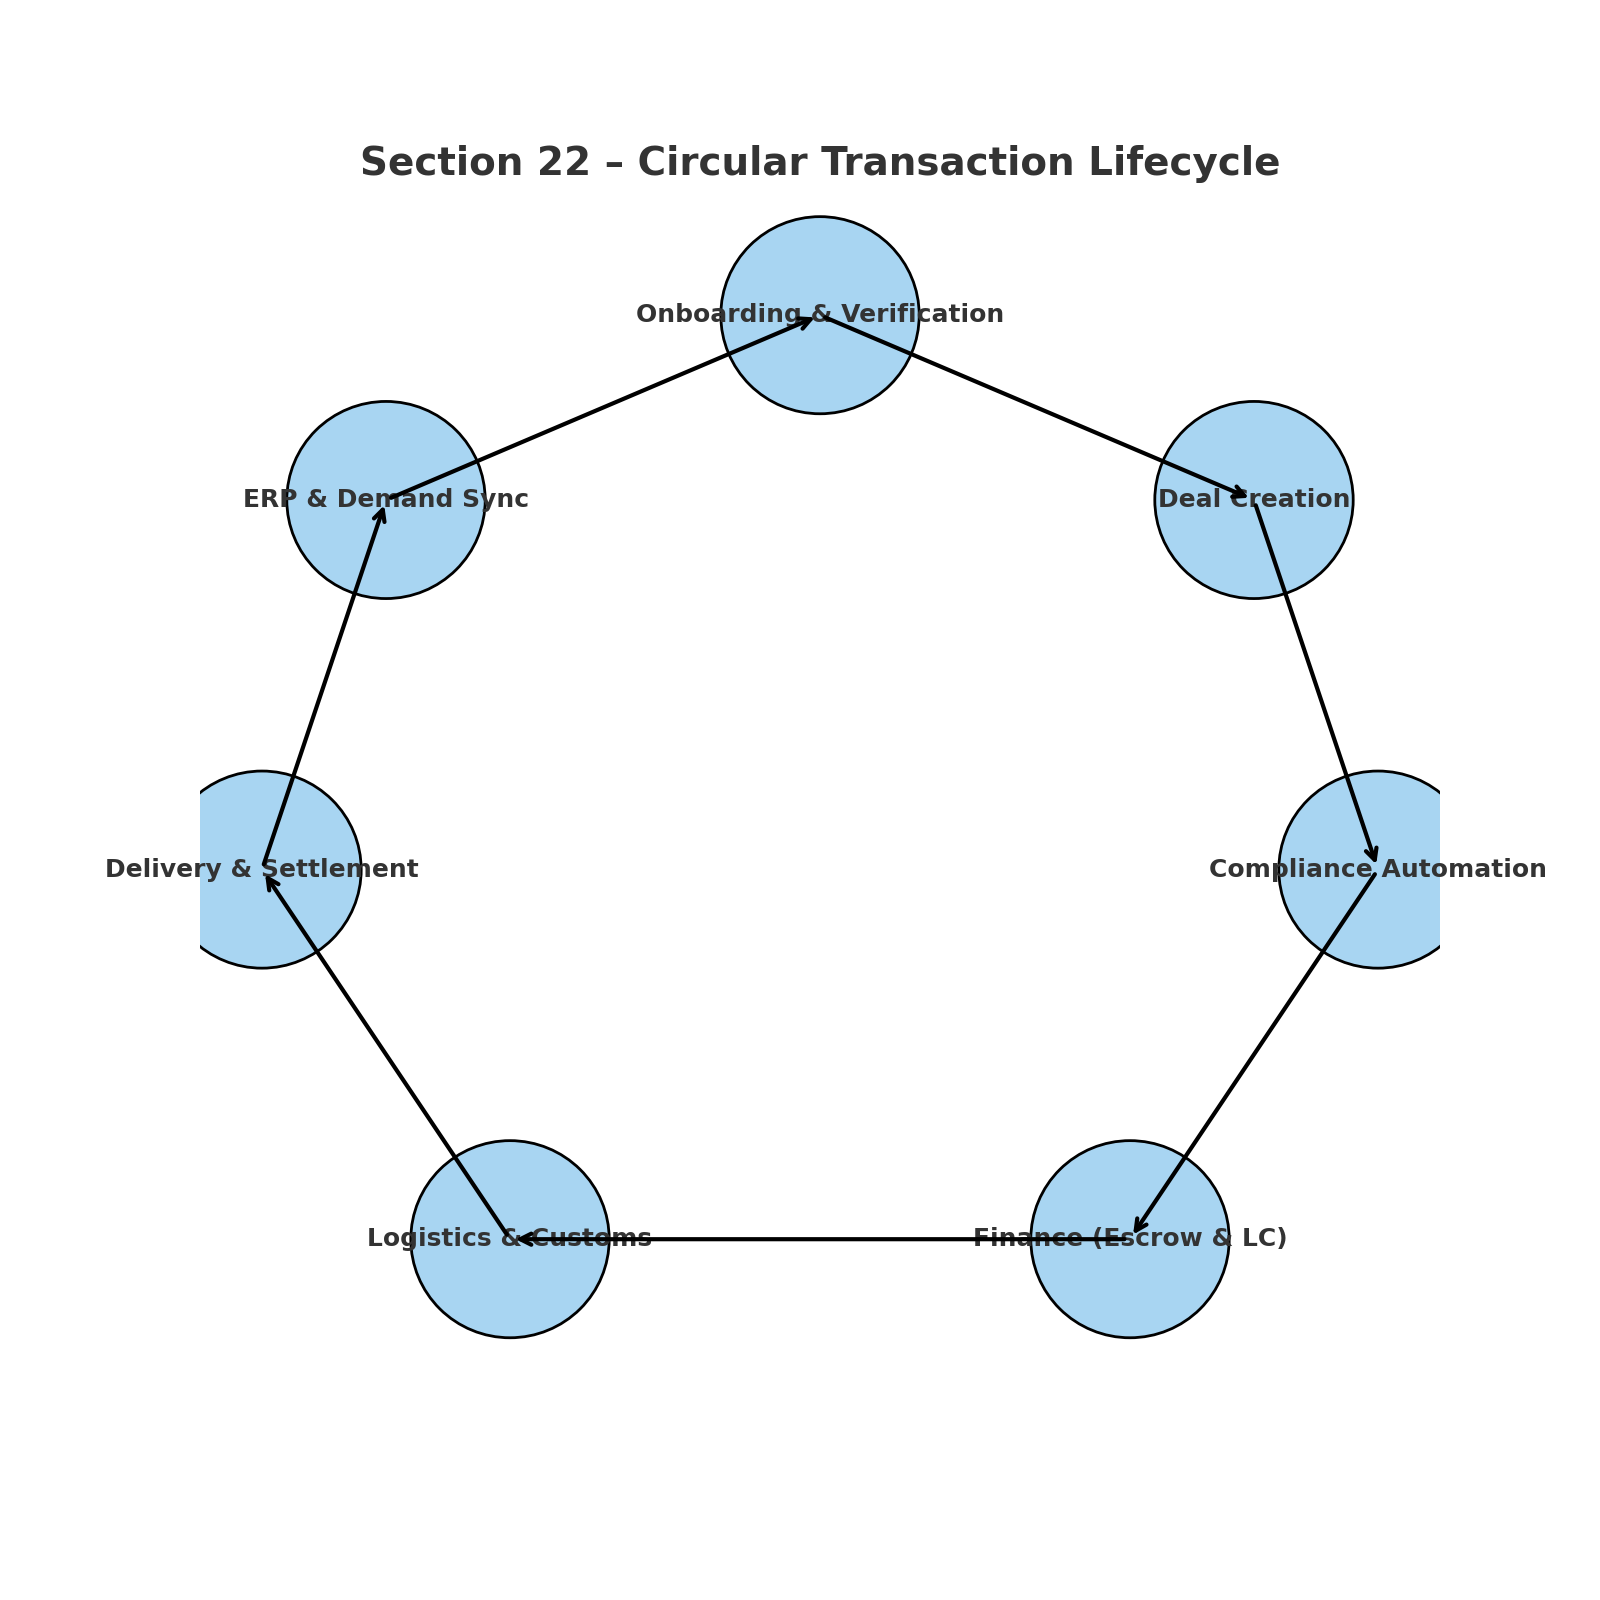 Section 22 – Circular Transaction Lifecycle
Onboarding & Verification
ERP & Demand Sync
Deal Creation
Delivery & Settlement
Compliance Automation
Logistics & Customs
Finance (Escrow & LC)